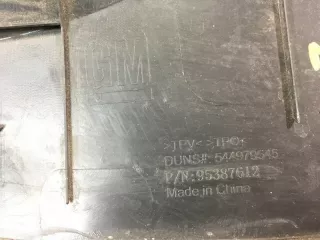 GM
>TPV< >TPO<
DUNS# 544979545
P/N:95387612
Made in China